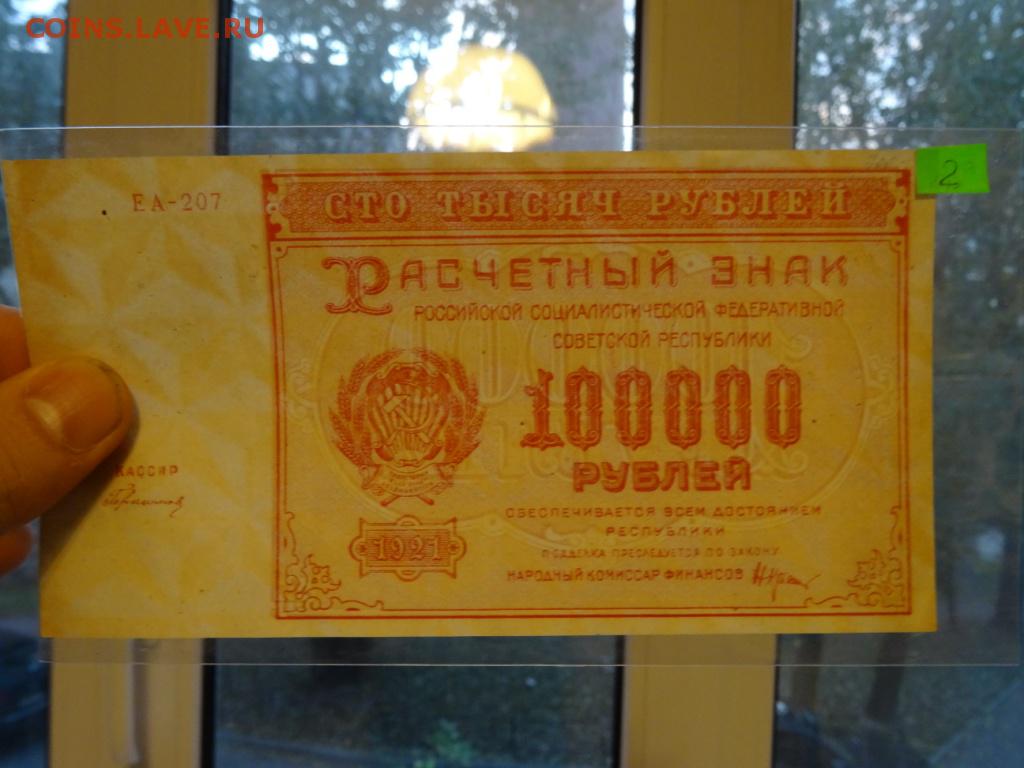 COINS.LAVE.RU
2
ЕА-207
СТО ТЫСЯЧ РУБЛЕЙ
РАСЧЕТНЫЙ ЗНАК
РОССИЙСКОЙ СОЦИАЛИСТИЧЕСКОЙ ФЕДЕРАТИВНОЙ
СОВЕТСКОЙ РЕСПУБЛИКИ
100000
РУБЛЕЙ
КАССИР
ОБЕСПЕЧИВАЕТСЯ ВСЕМ ДОСТОЯНИЕМ
РЕСПУБЛИКИ
1921
ПОДДЕЛКА ПРЕСЛЕДУЕТСЯ ПО ЗАКОНУ
НАРОДНЫЙ КОМИССАР ФИНАНСОВ